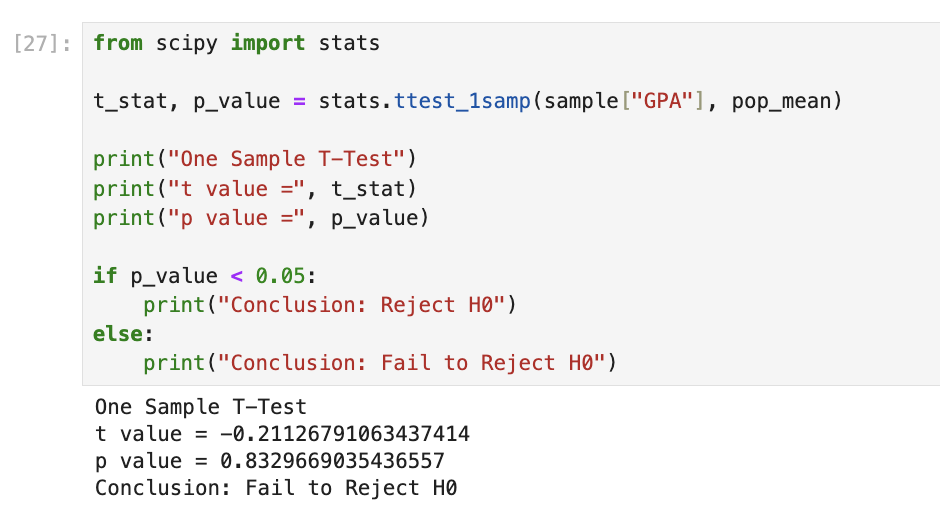 [27]:
from scipy import stats
t_stat, p_value = stats.ttest_1samp(sample["GPA"], pop_mean)
print("One Sample T-Test")
print("t value =", t_stat)
print("p value =", p_value)
if p_value < 0.05:
    print("Conclusion: Reject H0")
else:
    print("Conclusion: Fail to Reject H0")
One Sample T-Test
t value = -0.21126791063437414
p value = 0.8329669035436557
Conclusion: Fail to Reject H0